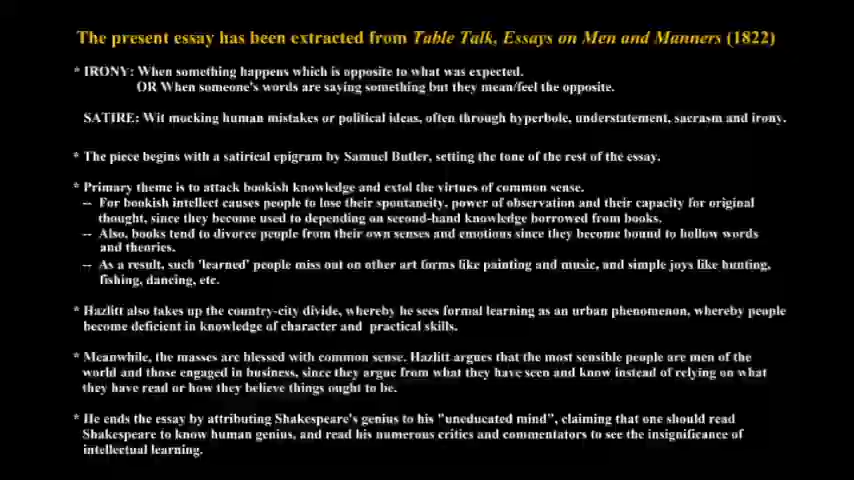 The present essay has been extracted from Table Talk, Essays on Men and Manners (1822)
* IRONY: When something happens which is opposite to what was expected.
OR When someone's words are saying something but they mean/feel the opposite.
SATIRE: Wit mocking human mistakes or political ideas, often through hyperbole, understatement, sacrasm and irony.
* The piece begins with a satirical epigram by Samuel Butler, setting the tone of the rest of the essay.
* Primary theme is to attack bookish knowledge and extol the virtues of common sense.
-- For bookish intellect causes people to lose their spontaneity, power of observation and their capacity for original
thought, since they become used to depending on second-hand knowledge borrowed from books.
-- Also, books tend to divorce people from their own senses and emotions since they become bound to hollow words
and theories.
-- As a result, such 'learned' people miss out on other art forms like painting and music, and simple joys like hunting,
fishing, dancing, etc.
* Hazlitt also takes up the country-city divide, whereby he sees formal learning as an urban phenomenon, whereby people
become deficient in knowledge of character and practical skills.
* Meanwhile, the masses are blessed with common sense. Hazlitt argues that the most sensible people are men of the
world and those engaged in business, since they argue from what they have seen and know instead of relying on what
they have read or how they believe things ought to be.
* He ends the essay by attributing Shakespeare's genius to his "uneducated mind", claiming that one should read
Shakespeare to know human genius, and read his numerous critics and commentators to see the insignificance of
intellectual learning.